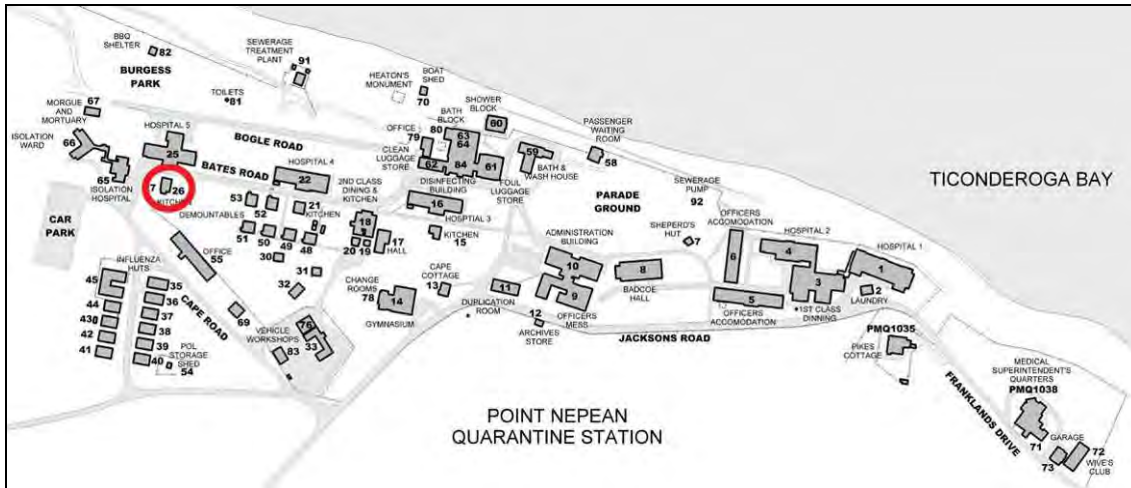 BBQ
SHELTER
82
BURGESS
PARK
SEWERAGE
TREATMENT
PLANT
91
TOILETS
81
HEATON'S
MONUMENT
BOAT
SHED
70
SHOWER
BLOCK
60
BATH
BLOCK
63
64
80
OFFICE
79
CLEAN
LUGGAGE
STORE
62
84
61
DISINFECTING
BUILDING
FOUL
LUGGAGE
STORE
59
BATH &
WASH HOUSE
PASSENGER
WAITING
ROOM
58
TICONDEROGA BAY
MORGUE
AND
MORTUARY
67
ISOLATION
WARD
66
65
ISOLATION
HOSPITAL
HOSPITAL 5
25
BOGLE ROAD
BATES ROAD
7
26
KITCHEN
HOSPITAL 4
22
53
52
21
KITCHEN
DEMOUNTABLES
51
50
49
48
30
31
32
2ND CLASS
DINING &
KITCHEN
18
20
19
17
HALL
16
HOSPTIAL 3
KITCHEN
15
PARADE
GROUND
SEWERAGE
PUMP
92
SHEPERD'S
HUT
7
OFFICERS
ACCOMODATION
6
HOSPITAL 2
4
HOSPITAL 1
1
3
2
LAUNDRY
5
OFFICERS
ACCOMODATION
1ST CLASS
DINNING
ADMINISTRATION
BUILDING
10
9
OFFICERS
MESS
8
BADCOE
HALL
CAPE
COTTAGE
13
11
DUPLICATION
ROOM
12
ARCHIVES
STORE
CHANGE
ROOMS
78
14
GYMNASIUM
JACKSONS ROAD
CAR
PARK
OFFICE
55
INFLUENZA
HUTS
45
44
43
42
41
35
36
37
38
39
40
CAPE ROAD
POL
STORAGE
SHED
54
69
VEHICLE
WORKSHOPS
76
33
83
PMQ1035
PIKES
COTTAGE
FRANKLANDS DRIVE
MEDICAL
SUPERINTENDENT'S
QUARTERS
PMQ1038
71
GARAGE
73
72
WIVE'S
CLUB
POINT NEPEAN
QUARANTINE STATION